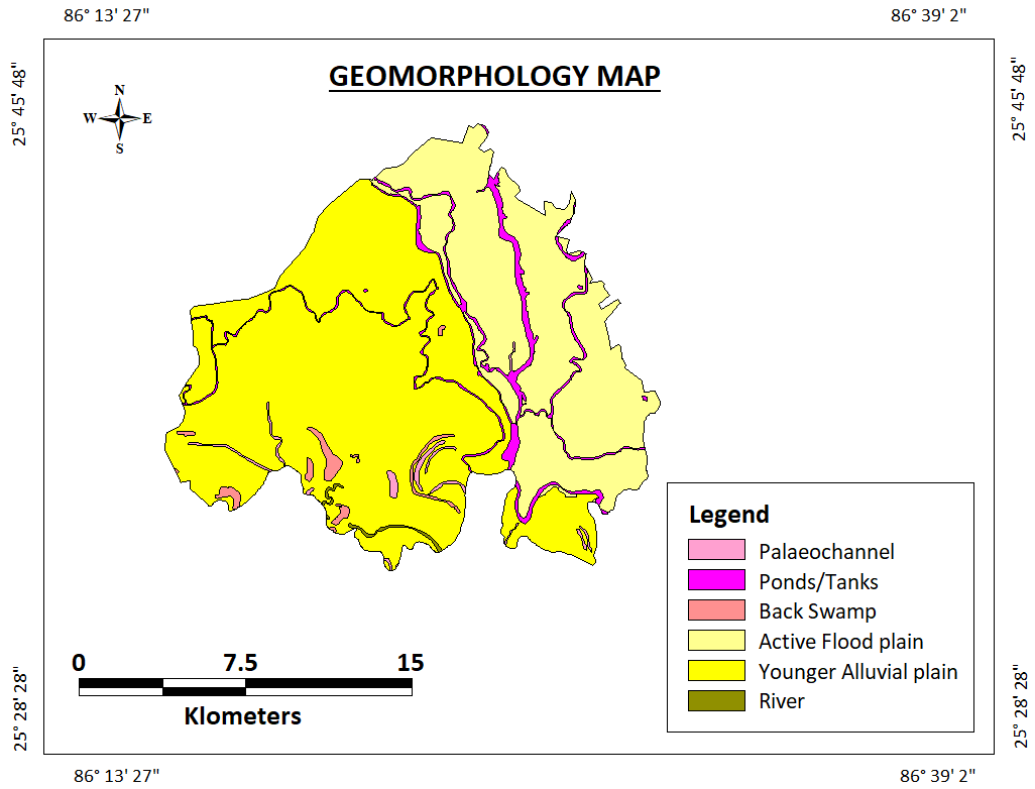 86° 13' 27"
86° 39' 2"
25° 45' 48"
25° 45' 48"
GEOMORPHOLOGY MAP
N
W E
S
Legend
Palaeochannel
Ponds/Tanks
Back Swamp
Active Flood plain
Younger Alluvial plain
River
0 7.5 15
Klometers
25° 28' 28"
25° 28' 28"
86° 13' 27"
86° 39' 2"